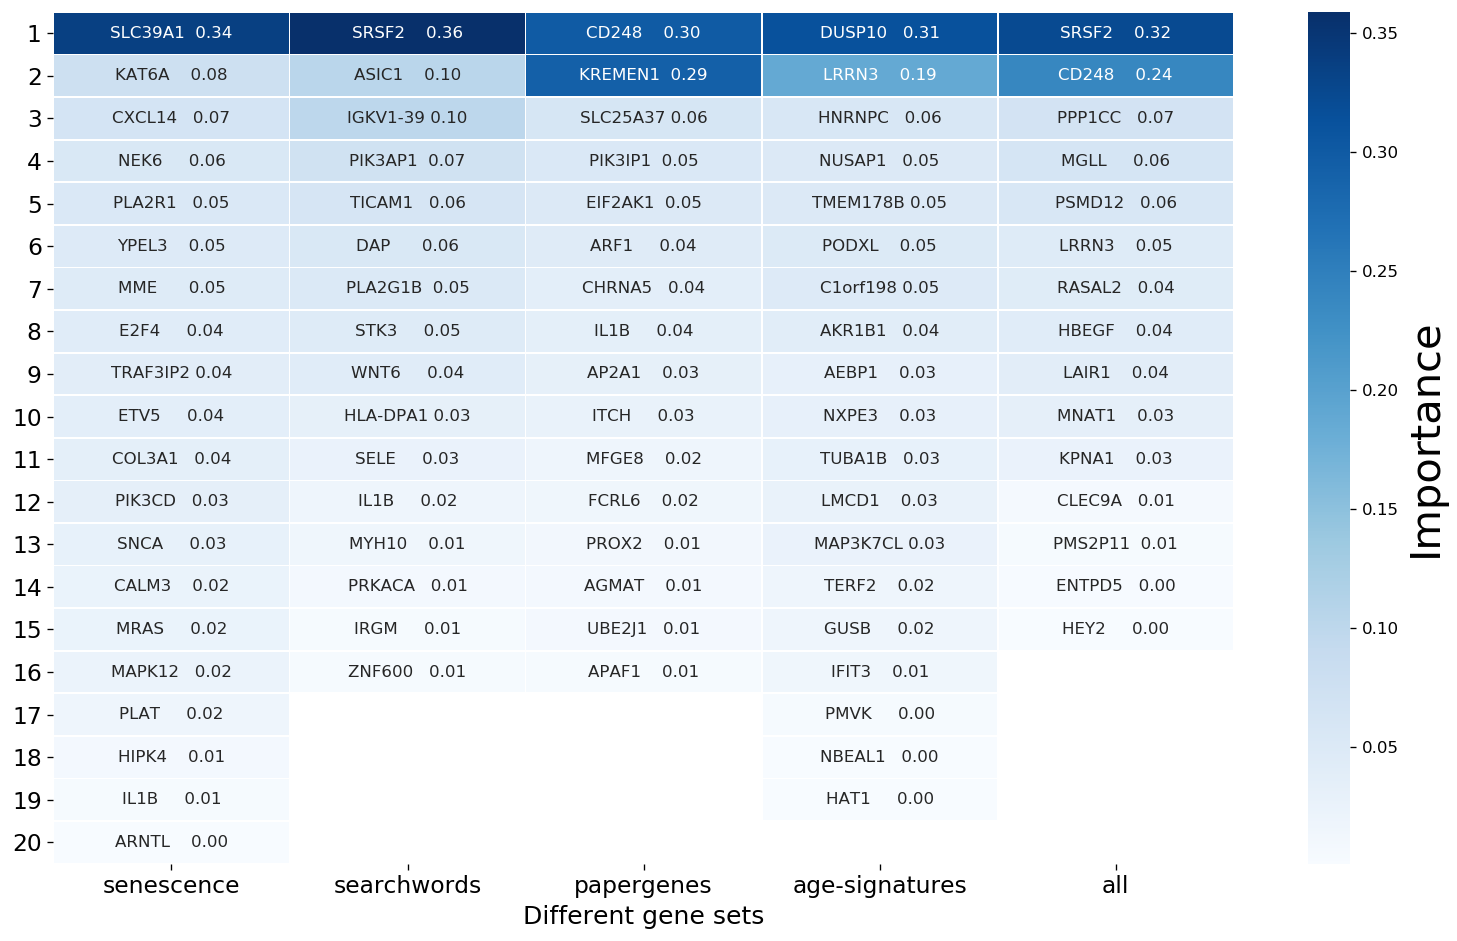 1 SLC39A1 0.34 SRSF2 0.36 CD248 0.30 DUSP10 0.31 SRSF2 0.32
2 KAT6A 0.08 ASIC1 0.10 KREMEN1 0.29 LRRN3 0.19 CD248 0.24
3 CXCL14 0.07 IGKV1-39 0.10 SLC25A37 0.06 HNRNPC 0.06 PPP1CC 0.07
4 NEK6 0.06 PIK3AP1 0.07 PIK3IP1 0.05 NUSAP1 0.05 MGLL 0.06
5 PLA2R1 0.05 TICAM1 0.06 EIF2AK1 0.05 TMEM178B 0.05 PSMD12 0.06
6 YPEL3 0.05 DAP 0.06 ARF1 0.04 PODXL 0.05 LRRN3 0.05
7 MME 0.05 PLA2G1B 0.05 CHRNA5 0.04 C1orf198 0.05 RASAL2 0.04
8 E2F4 0.04 STK3 0.05 IL1B 0.04 AKR1B1 0.04 HBEGF 0.04
9 TRAF3IP2 0.04 WNT6 0.04 AP2A1 0.03 AEBP1 0.03 LAIR1 0.04
10 ETV5 0.04 HLA-DPA1 0.03 ITCH 0.03 NXPE3 0.03 MNAT1 0.03
11 COL3A1 0.04 SELE 0.03 MFGE8 0.02 TUBA1B 0.03 KPNA1 0.03
12 PIK3CD 0.03 IL1B 0.02 FCRL6 0.02 LMCD1 0.03 CLEC9A 0.01
13 SNCA 0.03 MYH10 0.01 PROX2 0.01 MAP3K7CL 0.03 PMS2P11 0.01
14 CALM3 0.02 PRKACA 0.01 AGMAT 0.01 TERF2 0.02 ENTPD5 0.00
15 MRAS 0.02 IRGM 0.01 UBE2J1 0.01 GUSB 0.02 HEY2 0.00
16 MAPK12 0.02 ZNF600 0.01 APAF1 0.01 IFIT3 0.01
17 PLAT 0.02 PMVK 0.00
18 HIPK4 0.01 NBEAL1 0.00
19 IL1B 0.01 HAT1 0.00
20 ARNTL 0.00
senescence searchwords papergenes age-signatures all
Different gene sets
0.35
0.30
0.25
0.20
0.15
0.10
0.05
Importance